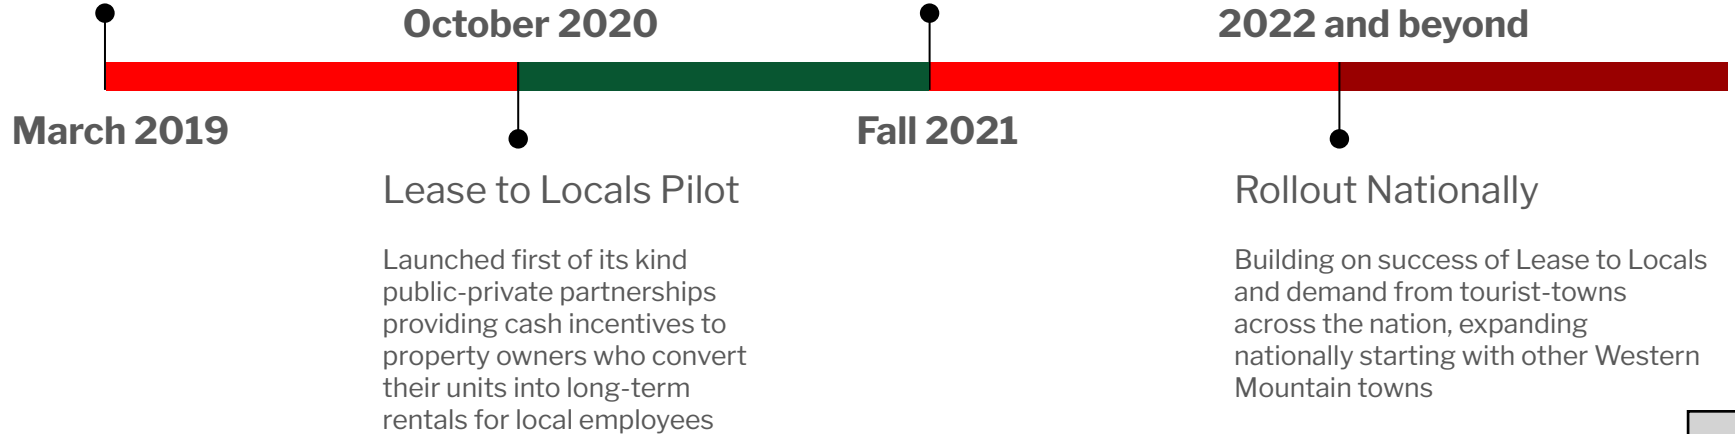 October 2020
2022 and beyond
March 2019
Fall 2021
Lease to Locals Pilot
Launched first of its kind
public-private partnerships
providing cash incentives to
property owners who convert
their units into long-term
rentals for local employees
Rollout Nationally
Building on success of Lease to Locals
and demand from tourist-towns
across the nation, expanding
nationally starting with other Western
Mountain towns